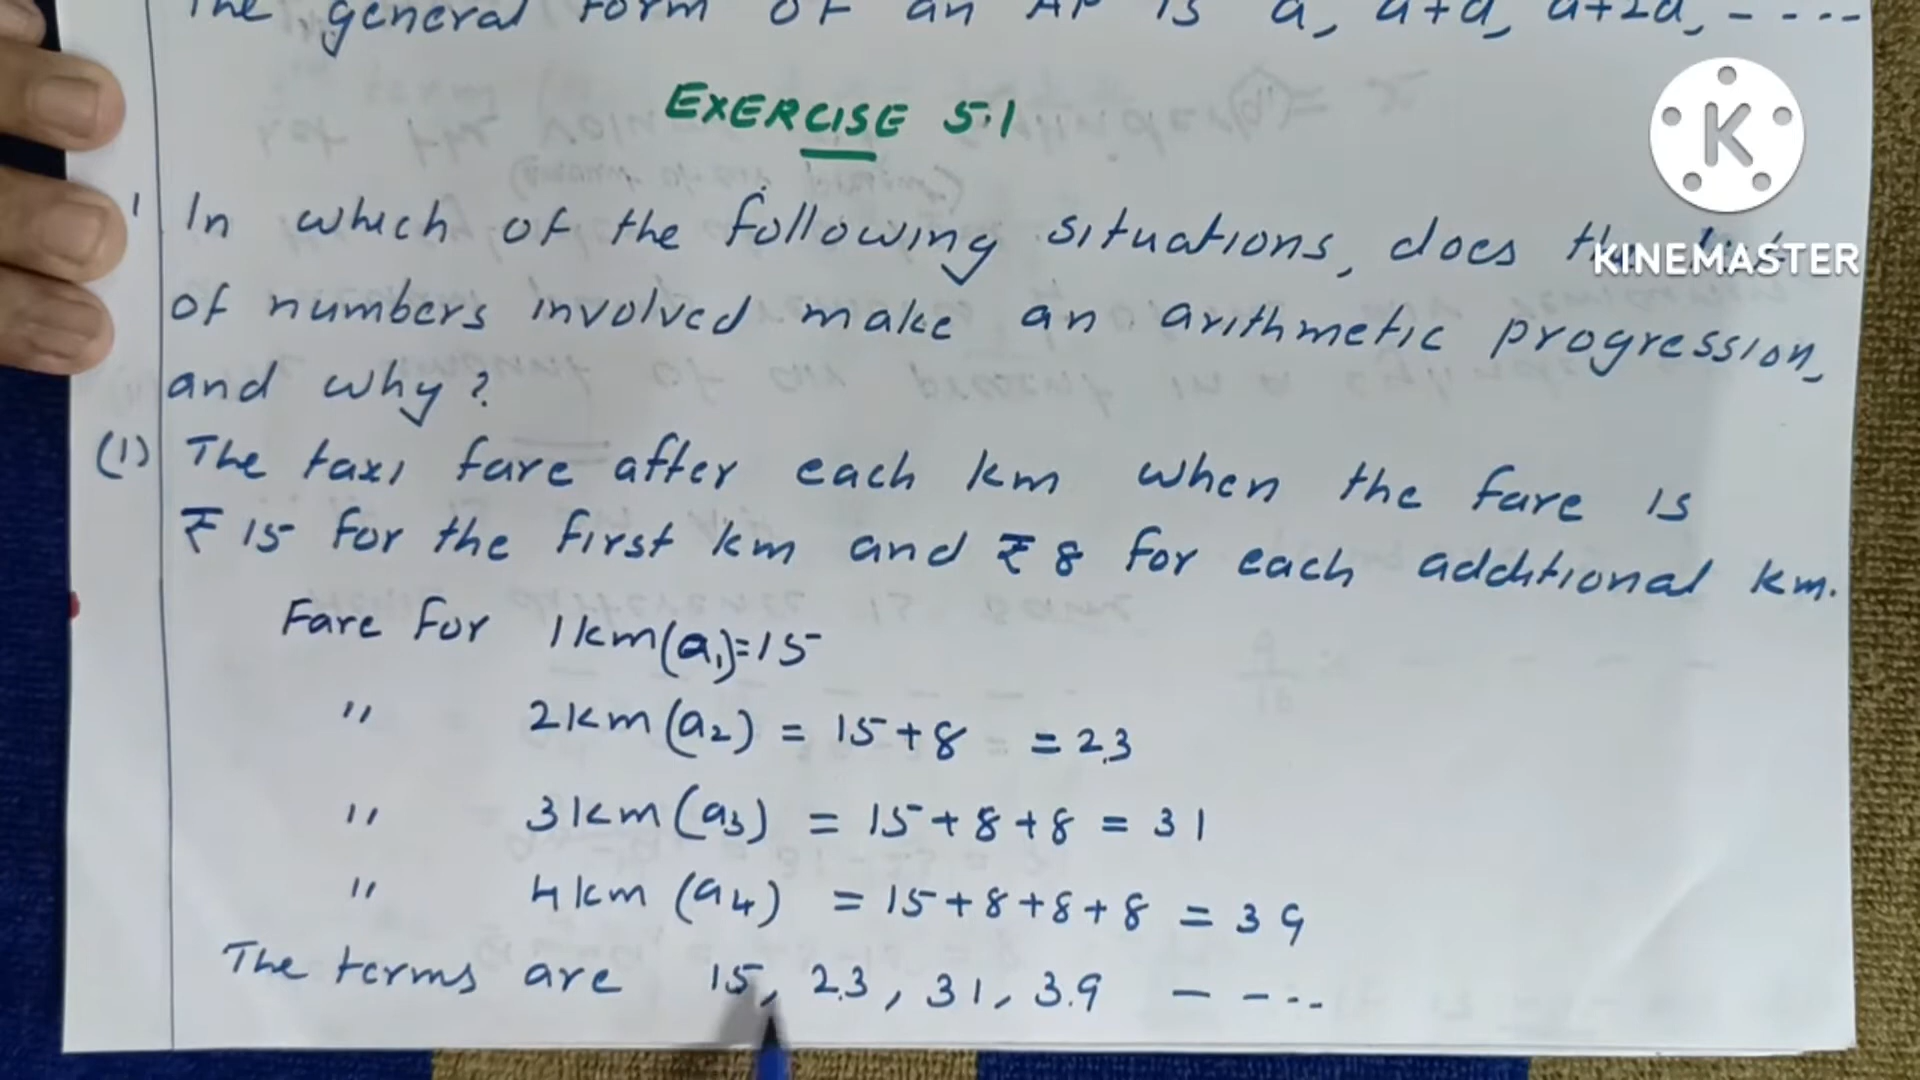 The general form of an AP is a, a+d, a+2d, - - - -
EXERCISE 5.1
1 In which of the following situations, does the list
KINEMASTER
of numbers involved make an arithmetic progression,
and why?
(1) The taxi fare after each km when the fare is
₹ 15 for the first km and ₹ 8 for each additional km.
Fare for 1km(a₁)=15
" 2km(a₂) = 15+8 = 23
" 3km(a₃) = 15+8+8 = 31
" 4km(a₄) = 15+8+8+8 = 39
The terms are 15, 23, 31, 39 - - - -